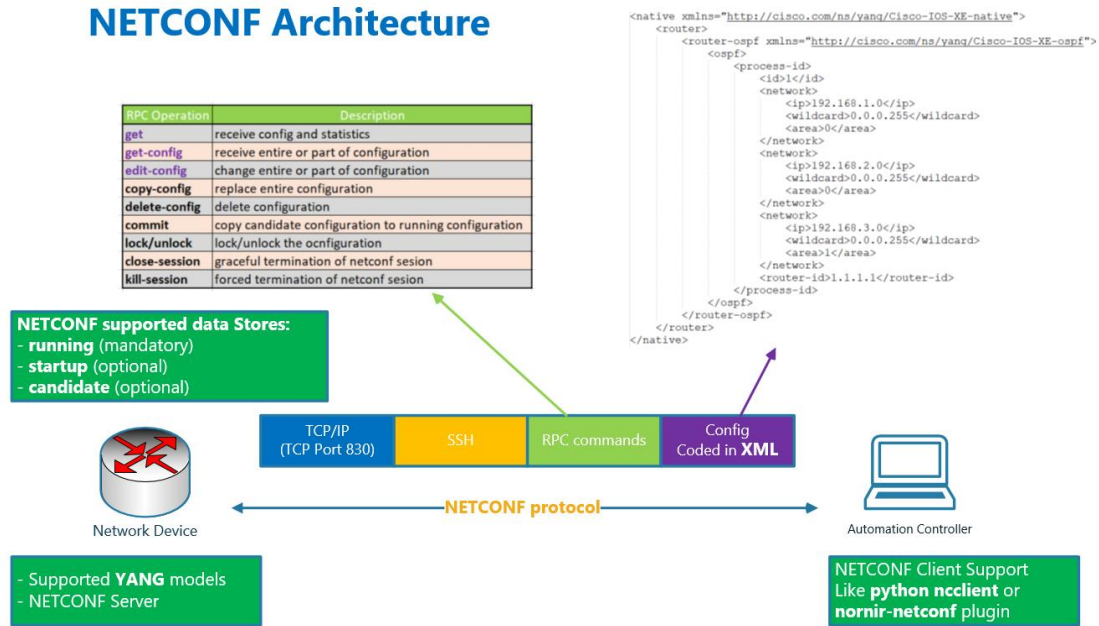 NETCONF Architecture
RPC Operation Description
get receive config and statistics
get-config receive entire or part of configuration
edit-config change entire or part of configuration
copy-config replace entire configuration
delete-config delete configuration
commit copy candidate configuration to running configuration
lock/unlock lock/unlock the ocnfiguration
close-session graceful termination of netconf sesion
kill-session forced termination of netconf sesion
<native xmlns="http://cisco.com/ns/yang/Cisco-IOS-XE-native">
<router>
<router-ospf xmlns="http://cisco.com/ns/yang/Cisco-IOS-XE-ospf">
<ospf>
<process-id>
<id>1</id>
<network>
<ip>192.168.1.0</ip>
<wildcard>0.0.0.255</wildcard>
<area>0</area>
</network>
<network>
<ip>192.168.2.0</ip>
<wildcard>0.0.0.255</wildcard>
<area>0</area>
</network>
<network>
<ip>192.168.3.0</ip>
<wildcard>0.0.0.255</wildcard>
<area>1</area>
</network>
<router-id>1.1.1.1</router-id>
</process-id>
</ospf>
</router-ospf>
</router>
</native>
NETCONF supported data Stores:
- running (mandatory)
- startup (optional)
- candidate (optional)
TCP/IP
(TCP Port 830)
SSH
RPC commands
Config
Coded in XML
NETCONF protocol
Network Device
Automation Controller
- Supported YANG models
- NETCONF Server
NETCONF Client Support
Like python ncclient or
nornir-netconf plugin